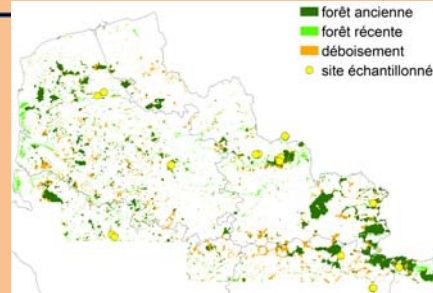 forêt ancienne
forêt récente
déboisement
site échantillonné